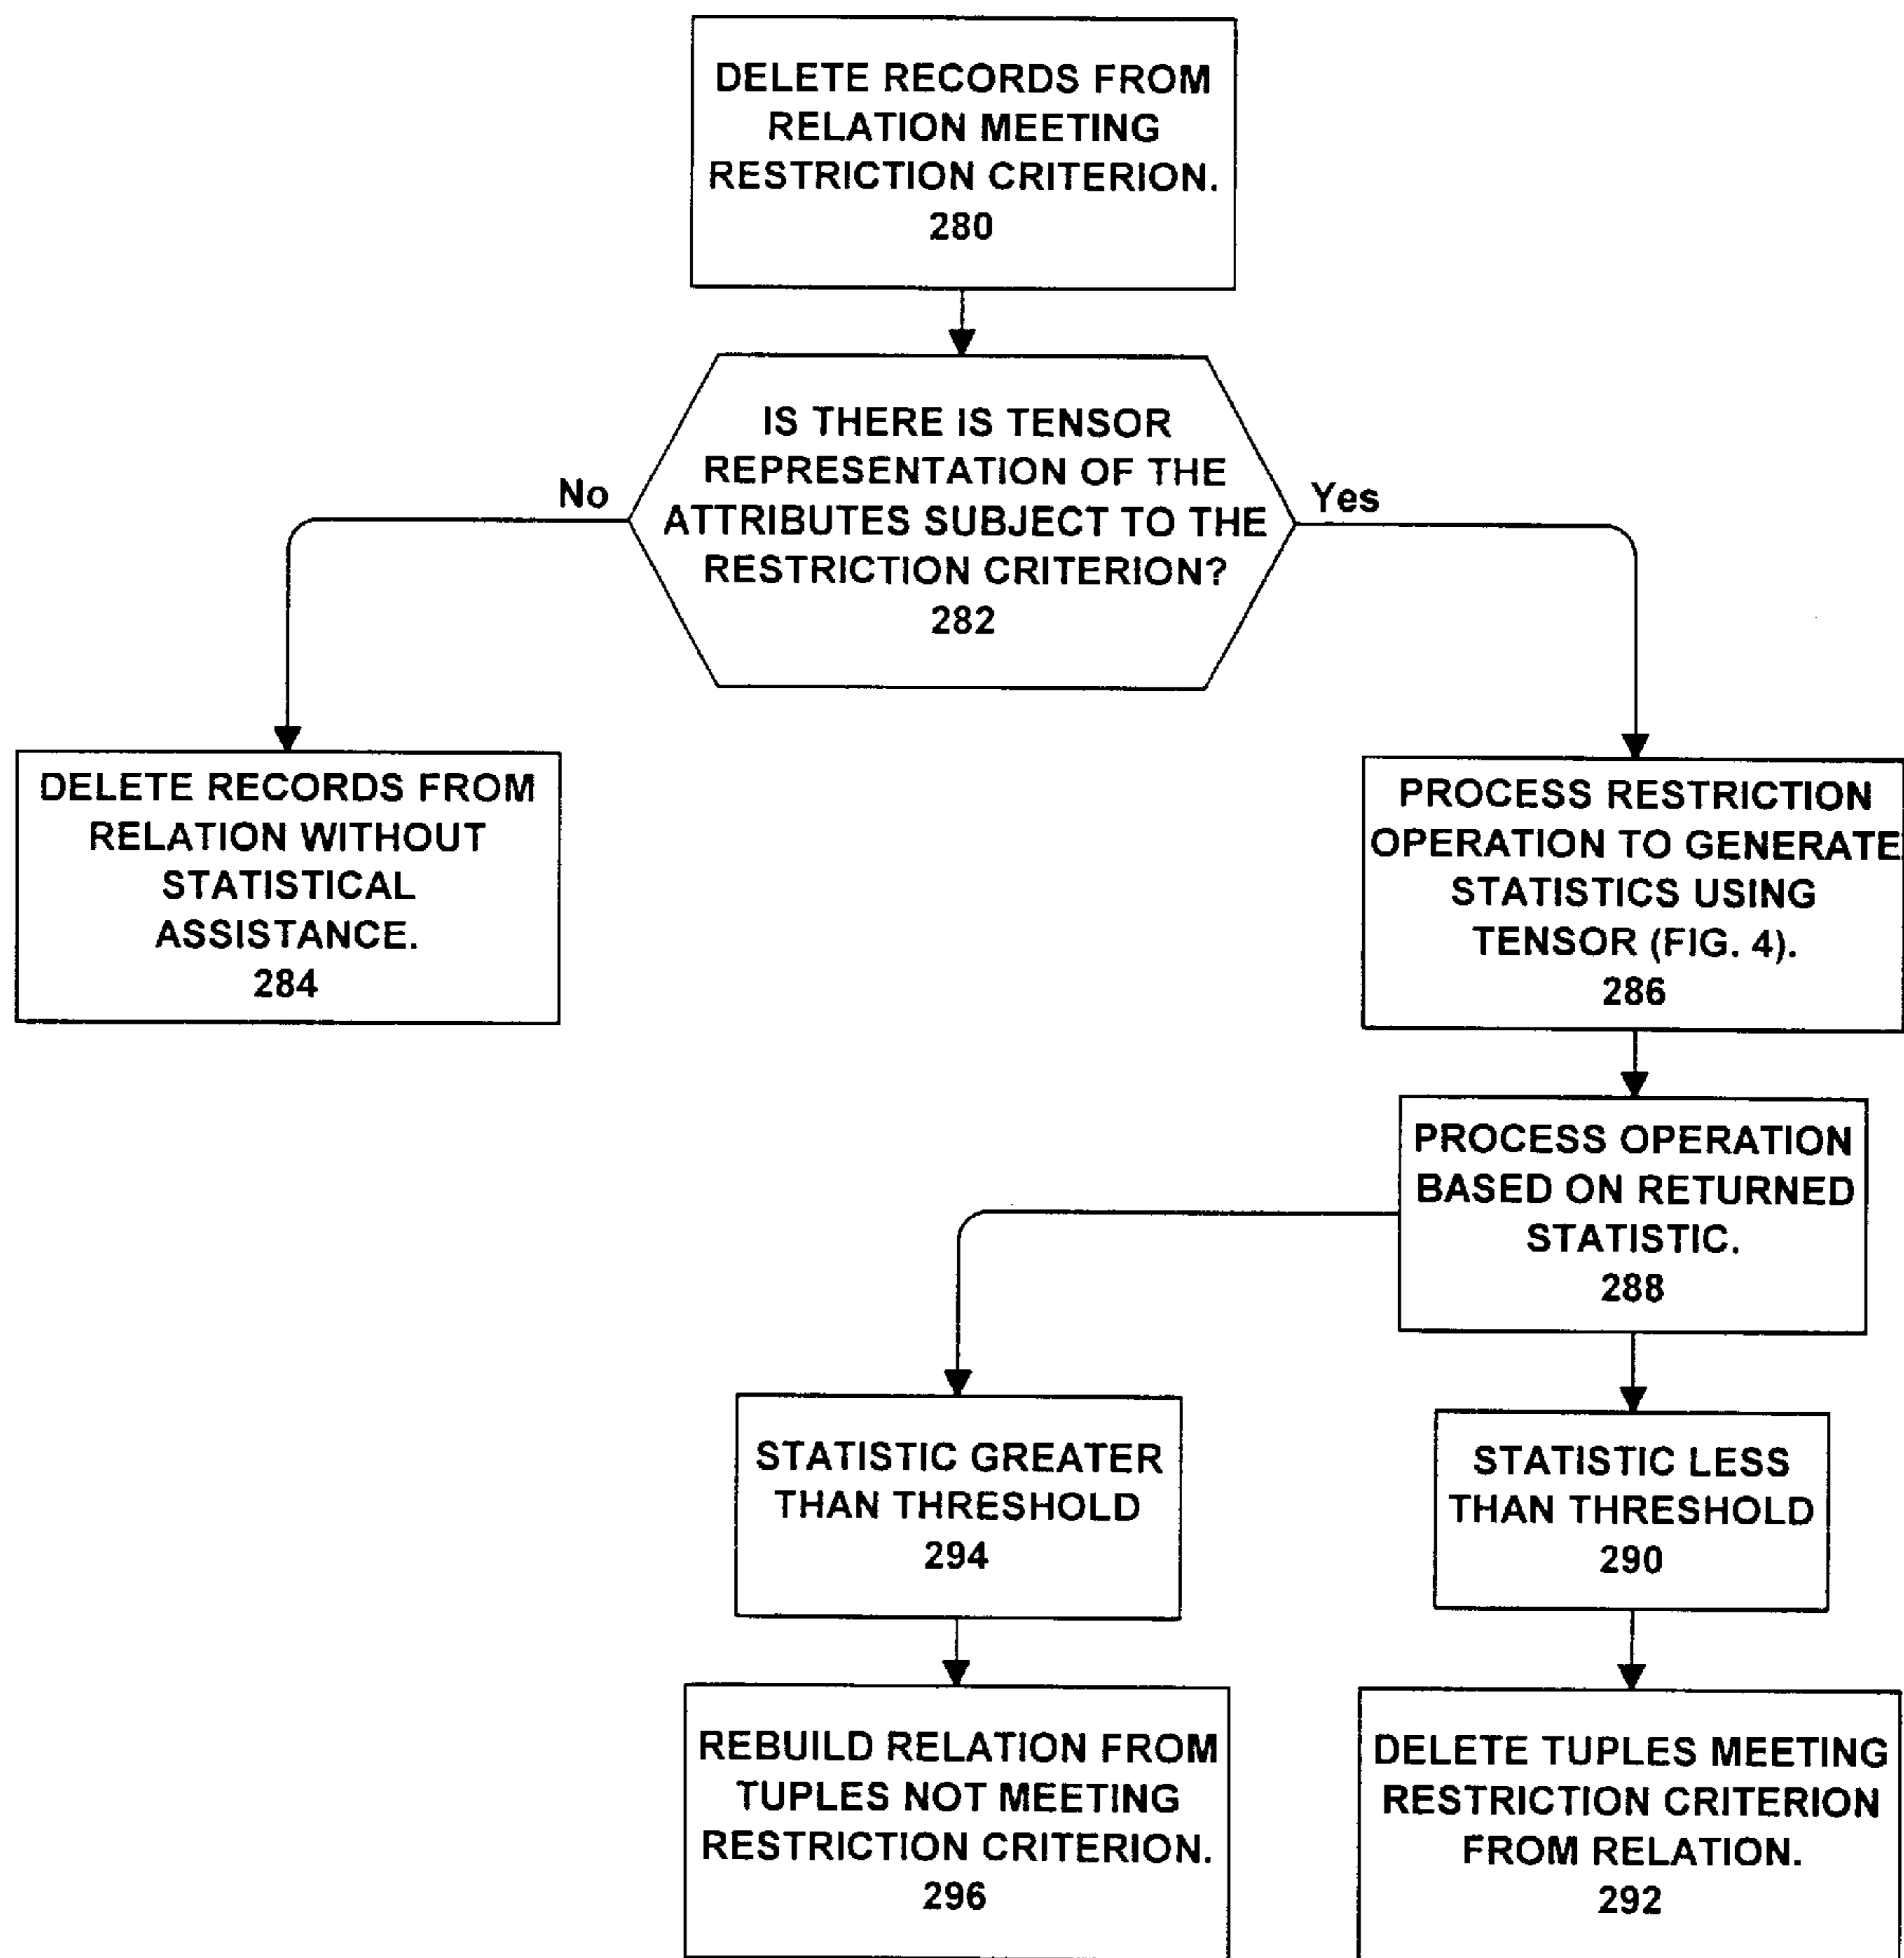 DELETE RECORDS FROM
RELATION MEETING
RESTRICTION CRITERION.
280
IS THERE IS TENSOR
REPRESENTATION OF THE
ATTRIBUTES SUBJECT TO THE
RESTRICTION CRITERION?
282
No
Yes
DELETE RECORDS FROM
RELATION WITHOUT
STATISTICAL
ASSISTANCE.
284
PROCESS RESTRICTION
OPERATION TO GENERATE
STATISTICS USING
TENSOR (FIG. 4).
286
PROCESS OPERATION
BASED ON RETURNED
STATISTIC.
288
STATISTIC GREATER
THAN THRESHOLD
294
STATISTIC LESS
THAN THRESHOLD
290
REBUILD RELATION FROM
TUPLES NOT MEETING
RESTRICTION CRITERION.
296
DELETE TUPLES MEETING
RESTRICTION CRITERION
FROM RELATION.
292